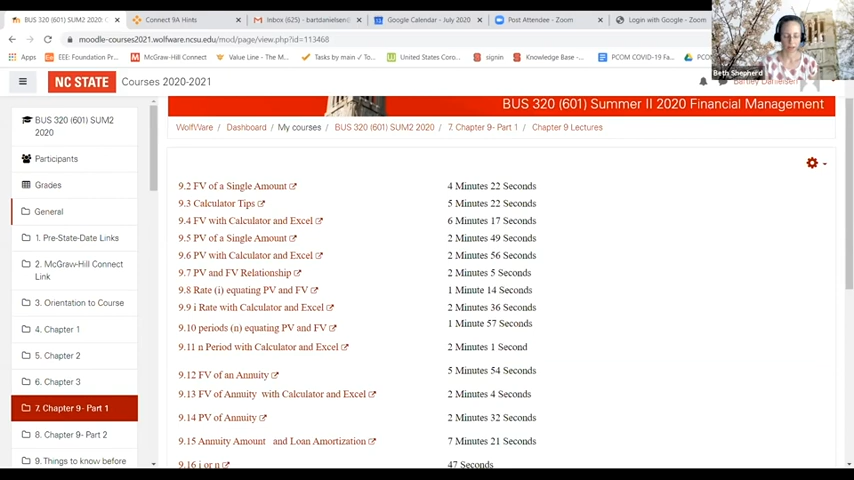 BUS 320 (601) SUM2 2020:
Connect 9A Hints
Inbox (625) - bartdanielsen@
Google Calendar - July 2020
Post Attendee - Zoom
Login with Google - Zoom
moodle-courses2021.wolfware.ncsu.edu/mod/page/view.php?id=113468
Apps
EEE: Foundation Pr...
McGraw-Hill Connect
Value Line - The M...
Tasks by main ✓ To...
United States Coro...
signin
Knowledge Base -...
PCOM COVID-19 Fa...
PCOM
Beth Shepherd
NC STATE
Courses 2020-2021
BUS 320 (601) Summer II 2020 Financial Management
WolfWare / Dashboard / My courses / BUS 320 (601) SUM2 2020 / 7. Chapter 9- Part 1 / Chapter 9 Lectures
BUS 320 (601) SUM2
2020
Participants
Grades
General
1. Pre-State-Date Links
2. McGraw-Hill Connect
Link
3. Orientation to Course
4. Chapter 1
5. Chapter 2
6. Chapter 3
7. Chapter 9- Part 1
8. Chapter 9- Part 2
9. Things to know before
9.2 FV of a Single Amount 4 Minutes 22 Seconds
9.3 Calculator Tips 5 Minutes 22 Seconds
9.4 FV with Calculator and Excel 6 Minutes 17 Seconds
9.5 PV of a Single Amount 2 Minutes 49 Seconds
9.6 PV with Calculator and Excel 2 Minutes 56 Seconds
9.7 PV and FV Relationship 2 Minutes 5 Seconds
9.8 Rate (i) equating PV and FV 1 Minute 14 Seconds
9.9 i Rate with Calculator and Excel 2 Minutes 36 Seconds
9.10 periods (n) equating PV and FV 1 Minute 57 Seconds
9.11 n Period with Calculator and Excel 2 Minutes 1 Second
9.12 FV of an Annuity 5 Minutes 54 Seconds
9.13 FV of Annuity with Calculator and Excel 2 Minutes 4 Seconds
9.14 PV of Annuity 2 Minutes 32 Seconds
9.15 Annuity Amount and Loan Amortization 7 Minutes 21 Seconds
9.16 i or n 47 Seconds